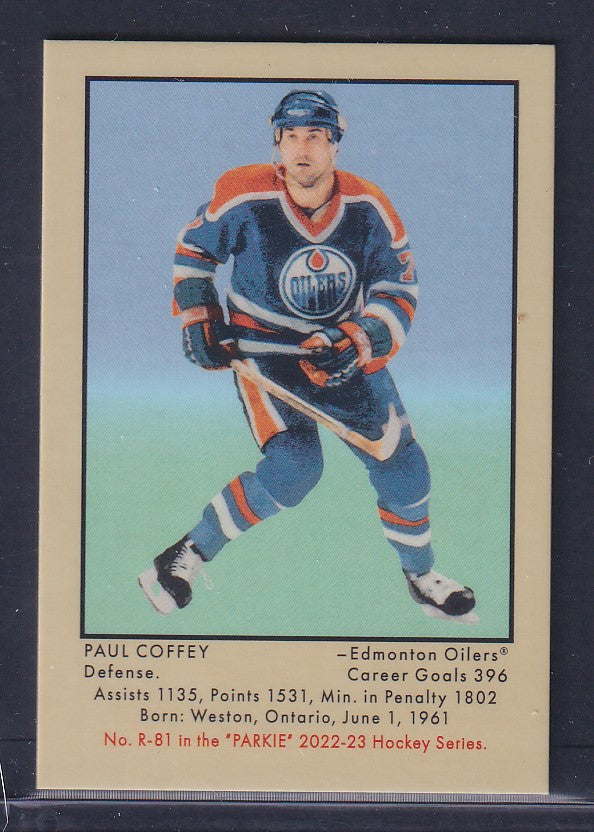 OILERS
7
PAUL COFFEY –Edmonton Oilers®
Defense. Career Goals 396
Assists 1135, Points 1531, Min. in Penalty 1802
Born: Weston, Ontario, June 1, 1961
No. R-81 in the "PARKIE" 2022-23 Hockey Series.